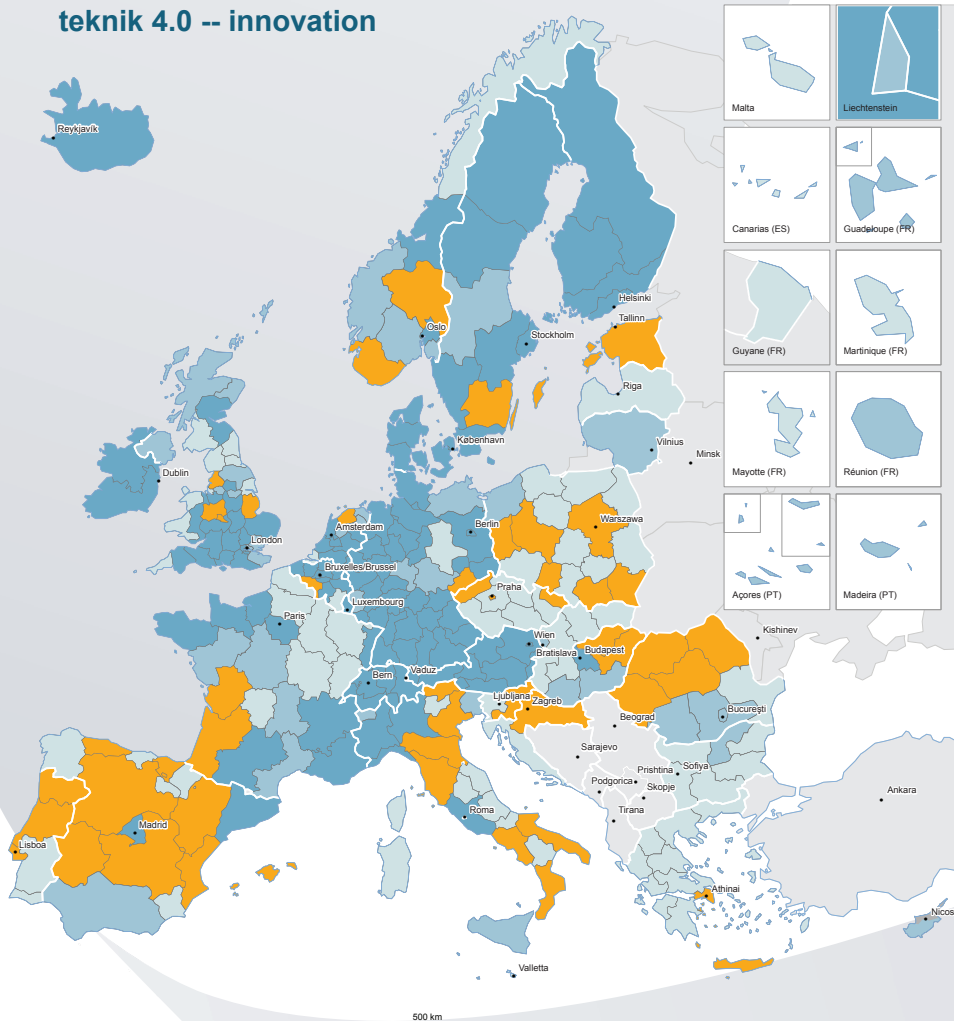 teknik 4.0 -- innovation
Reykjavík
Malta
Liechtenstein
Canarias (ES)
Guadeloupe (FR)
Helsinki
Tallinn
Oslo
Stockholm
Guyane (FR)
Martinique (FR)
Riga
København
Vilnius
Minsk
Dublin
Mayotte (FR)
Réunion (FR)
Warszawa
Berlin
Amsterdam
London
Bruxelles/Brussel
Praha
Luxembourg
Açores (PT)
Madeira (PT)
Paris
Kishinev
Wien
Bratislava
Budapest
Bern
Vaduz
Ljubljana
Zagreb
Bucureşti
Beograd
Sarajevo
Prishtina
Sofiya
Podgorica
Skopje
Ankara
Roma
Tirana
Madrid
Lisboa
Athinai
Nicos
Valletta
500 km